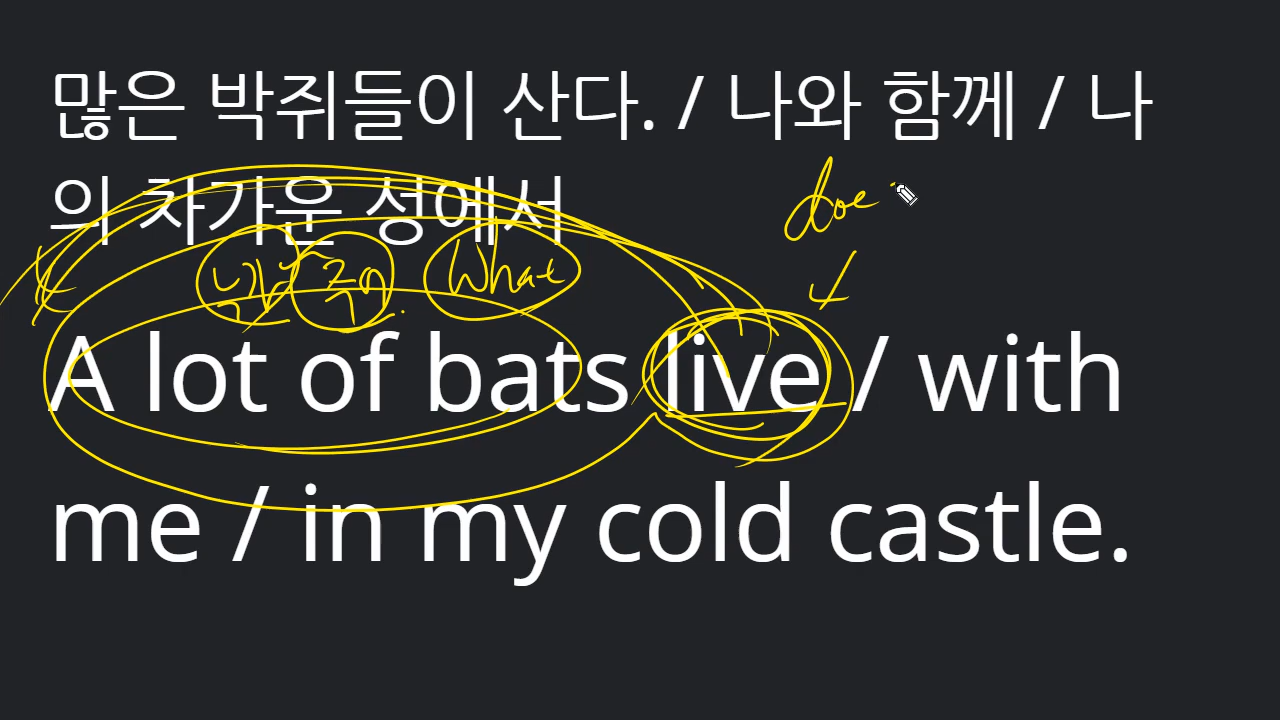 많은 박쥐들이 산다. / 나와 함께 / 나
의 차가운 성에서
doe
What
A lot of bats live / with
me / in my cold castle.